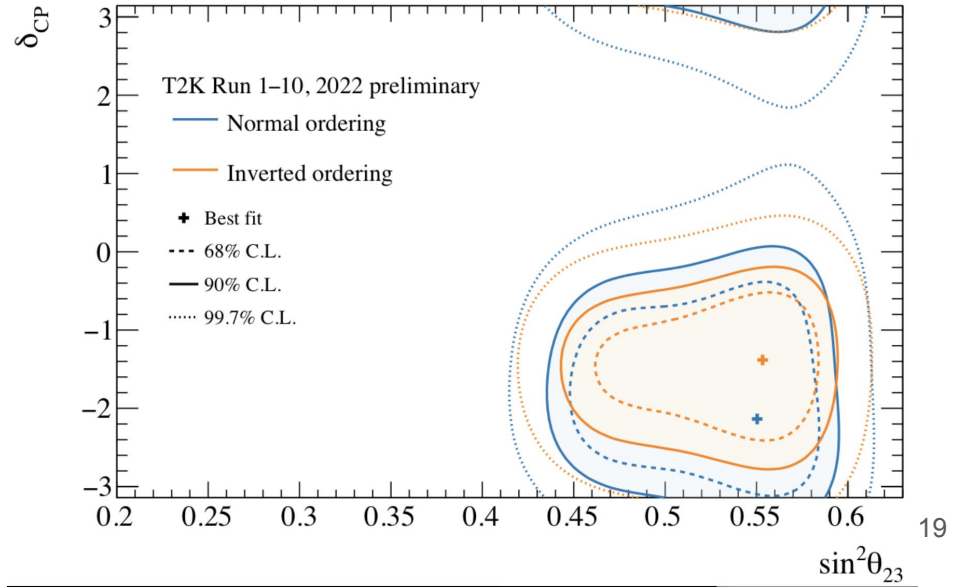 δCP
3
2
1
0
−1
−2
−3
T2K Run 1–10, 2022 preliminary
Normal ordering
Inverted ordering
Best fit
68% C.L.
90% C.L.
99.7% C.L.
0.2 0.25 0.3 0.35 0.4 0.45 0.5 0.55 0.6
19
sin²θ₂₃